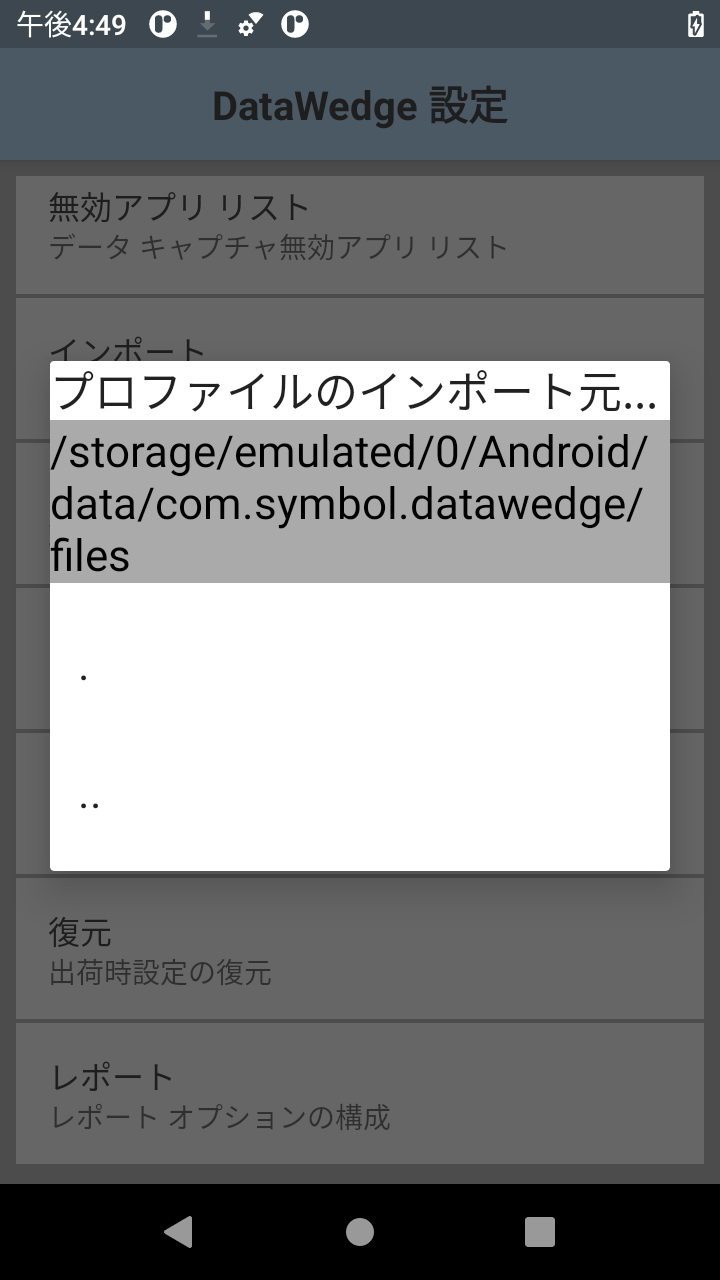 午後4:49
DataWedge 設定
無効アプリ リスト
データ キャプチャ無効アプリ リスト
インポート
プロファイルのインポート元...
/storage/emulated/0/Android/
data/com.symbol.datawedge/
files
.
..
復元
出荷時設定の復元
レポート
レポート オプションの構成